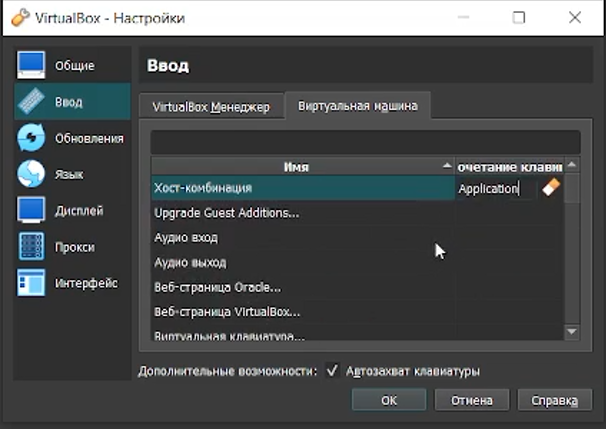 VirtualBox - Настройки
Общие
Ввод
Обновления
Язык
Дисплей
Прокси
Интерфейс
Ввод
VirtualBox Менеджер
Виртуальная машина
Имя
очетание клави
Хост-комбинация
Application
Upgrade Guest Additions...
Аудио вход
Аудио выход
Веб-страница Oracle...
Веб-страница VirtualBox...
Виртуальная клавиатура...
Дополнительные возможности:
Автозахват клавиатуры
ОК
Отмена
Справка